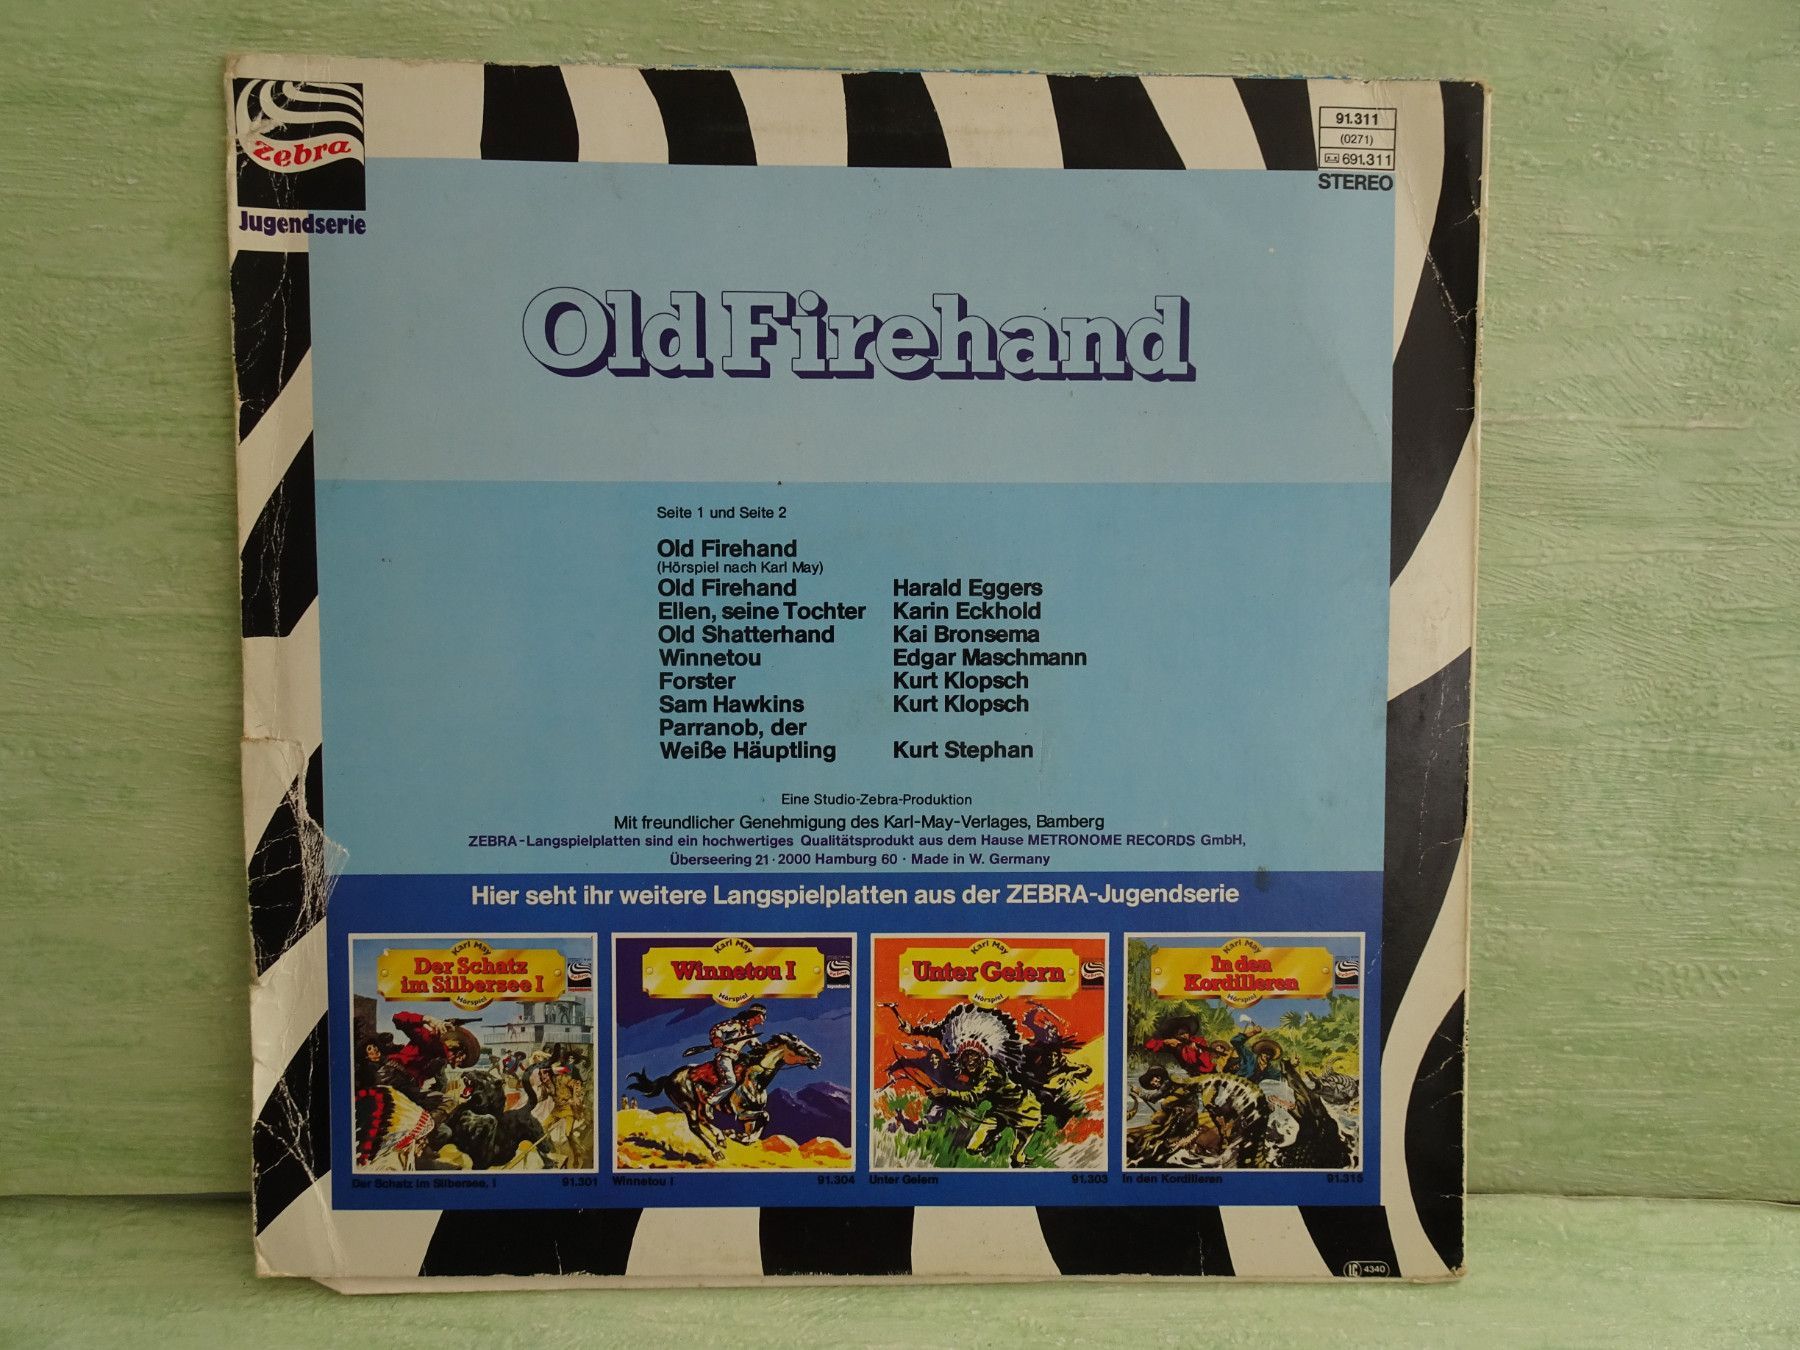 Zebra
Jugendserie
91.311
(0271)
691.311
STEREO
Old Firehand
Seite 1 und Seite 2
Old Firehand
(Hörspiel nach Karl May)
Old Firehand Harald Eggers
Ellen, seine Tochter Karin Eckhold
Old Shatterhand Kai Bronsema
Winnetou Edgar Maschmann
Forster Kurt Klopsch
Sam Hawkins Kurt Klopsch
Parranob, der
Weiße Häuptling Kurt Stephan
Eine Studio-Zebra-Produktion
Mit freundlicher Genehmigung des Karl-May-Verlages, Bamberg
ZEBRA-Langspielplatten sind ein hochwertiges Qualitätsprodukt aus dem Hause METRONOME RECORDS GmbH,
Überseering 21 · 2000 Hamburg 60 · Made in W. Germany
Hier seht ihr weitere Langspielplatten aus der ZEBRA-Jugendserie
Karl May
Der Schatz
im Silbersee I
Hörspiel
Karl May
Winnetou I
Hörspiel
Karl May
Unter Geiern
Hörspiel
Karl May
In den
Kordilleren
Hörspiel
Der Schatz im Silbersee, I 91.301
Winnetou I 91.304
Unter Geiern 91.303
In den Kordilleren 91.315
LC 4340